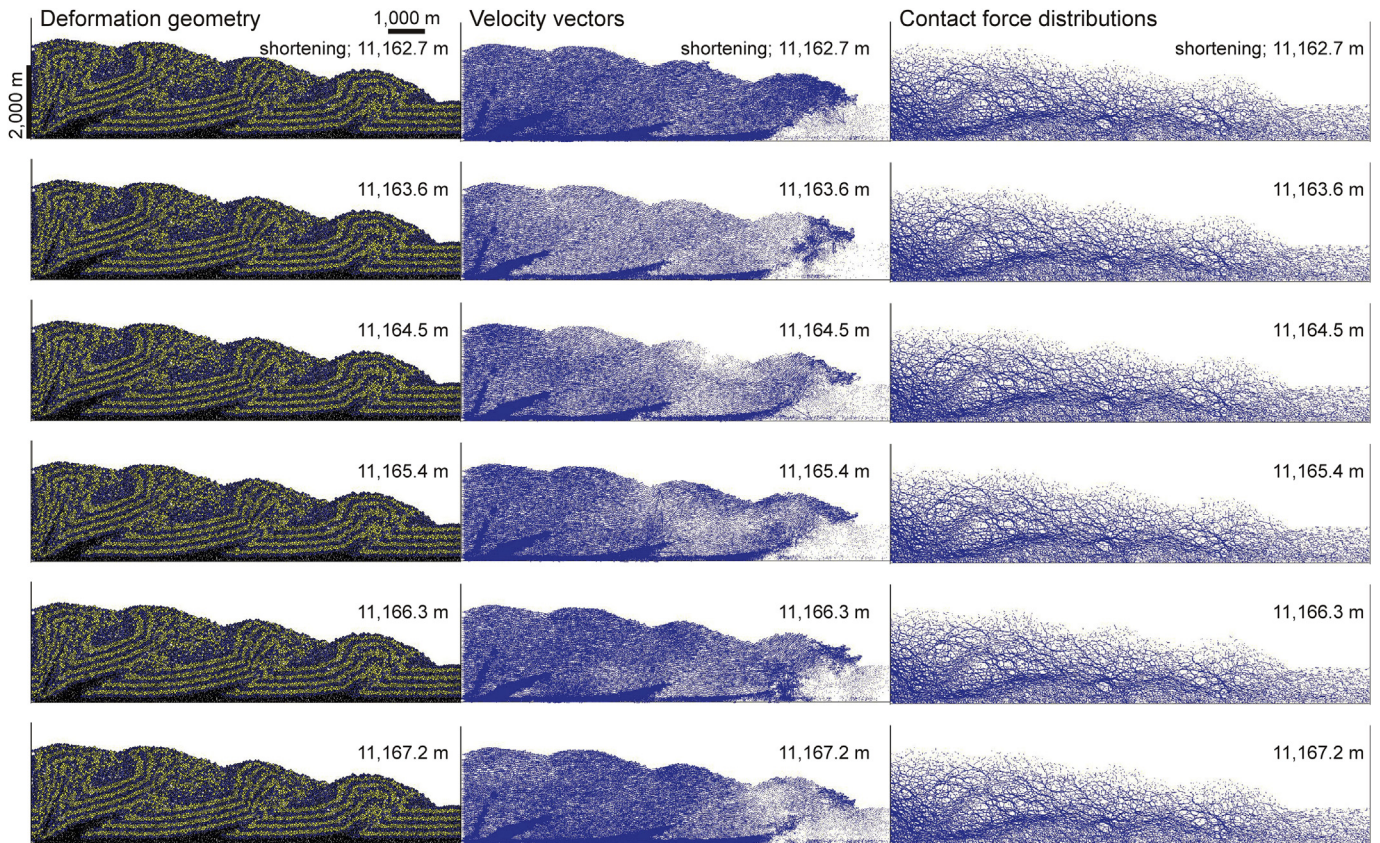 Deformation geometry
1,000 m
Velocity vectors
Contact force distributions
shortening; 11,162.7 m
shortening; 11,162.7 m
shortening; 11,162.7 m
2,000 m
11,163.6 m
11,163.6 m
11,163.6 m
11,164.5 m
11,164.5 m
11,164.5 m
11,165.4 m
11,165.4 m
11,165.4 m
11,166.3 m
11,166.3 m
11,166.3 m
11,167.2 m
11,167.2 m
11,167.2 m